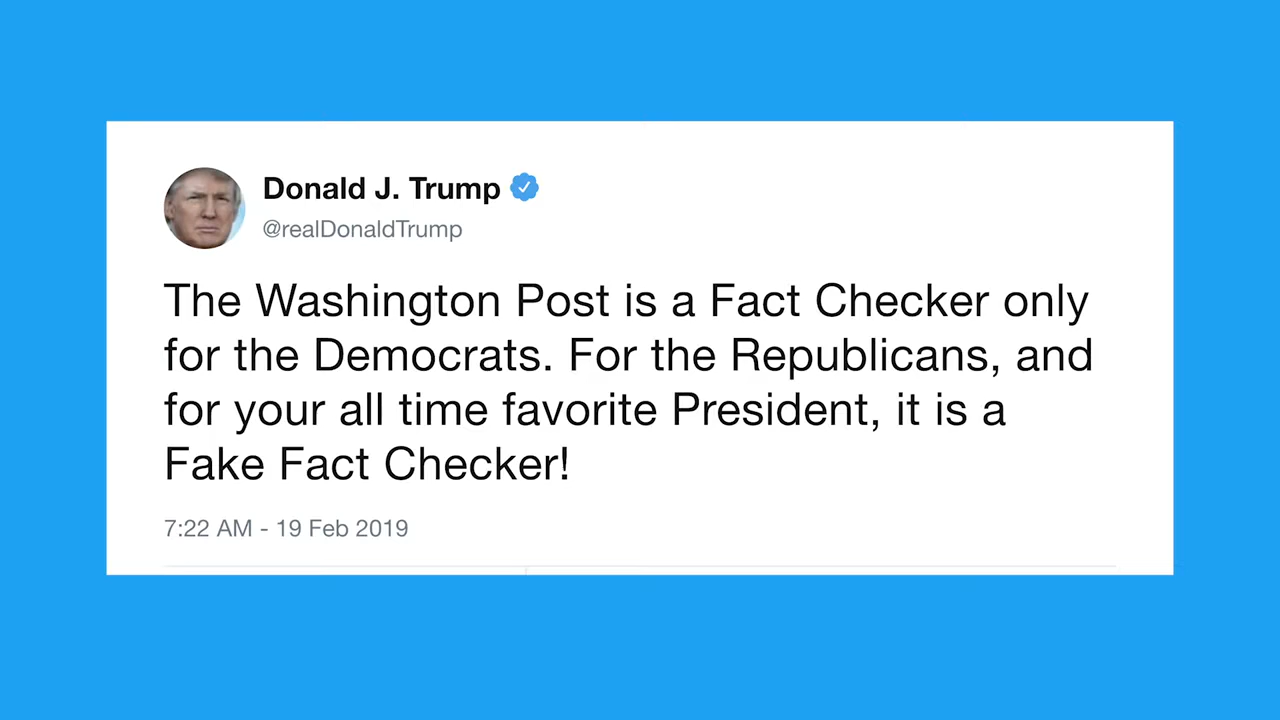 Donald J. Trump
@realDonaldTrump
The Washington Post is a Fact Checker only
for the Democrats. For the Republicans, and
for your all time favorite President, it is a
Fake Fact Checker!
7:22 AM - 19 Feb 2019